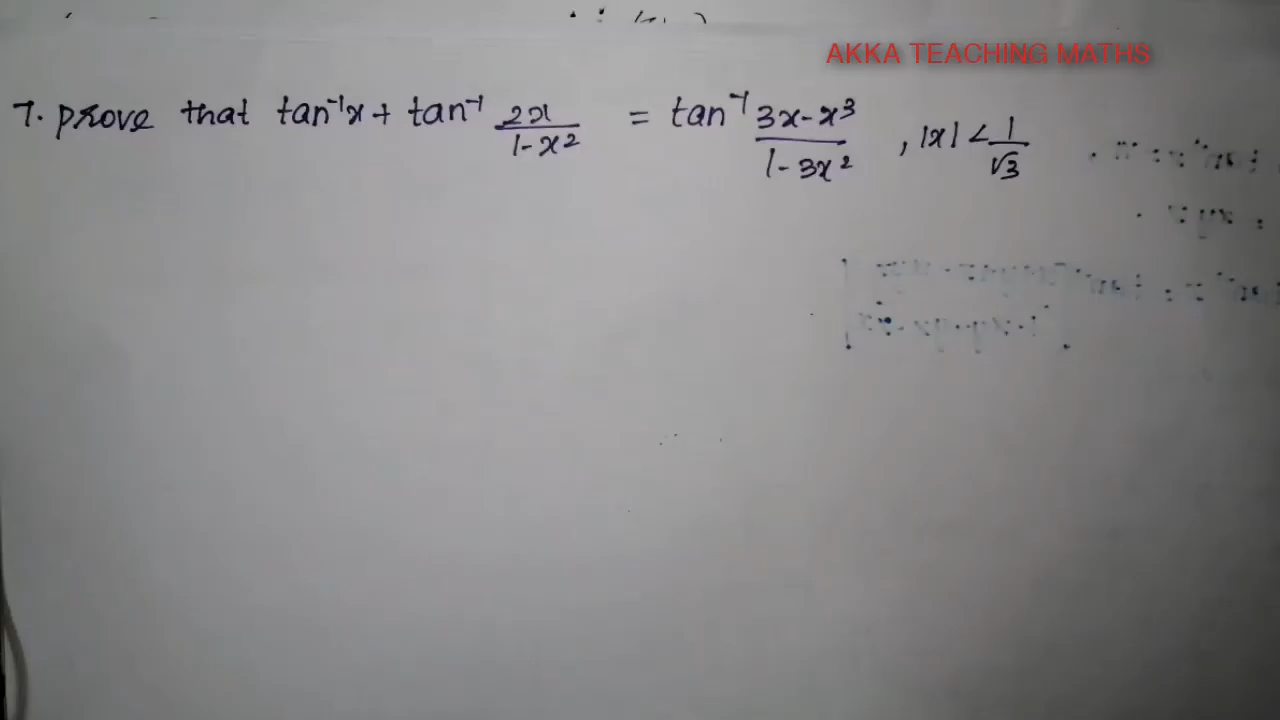 AKKA TEACHING MATHS
7. prove that tan⁻¹x + tan⁻¹ 2x/1-x² = tan⁻¹ 3x-x³/1-3x² , |x| < 1/√3